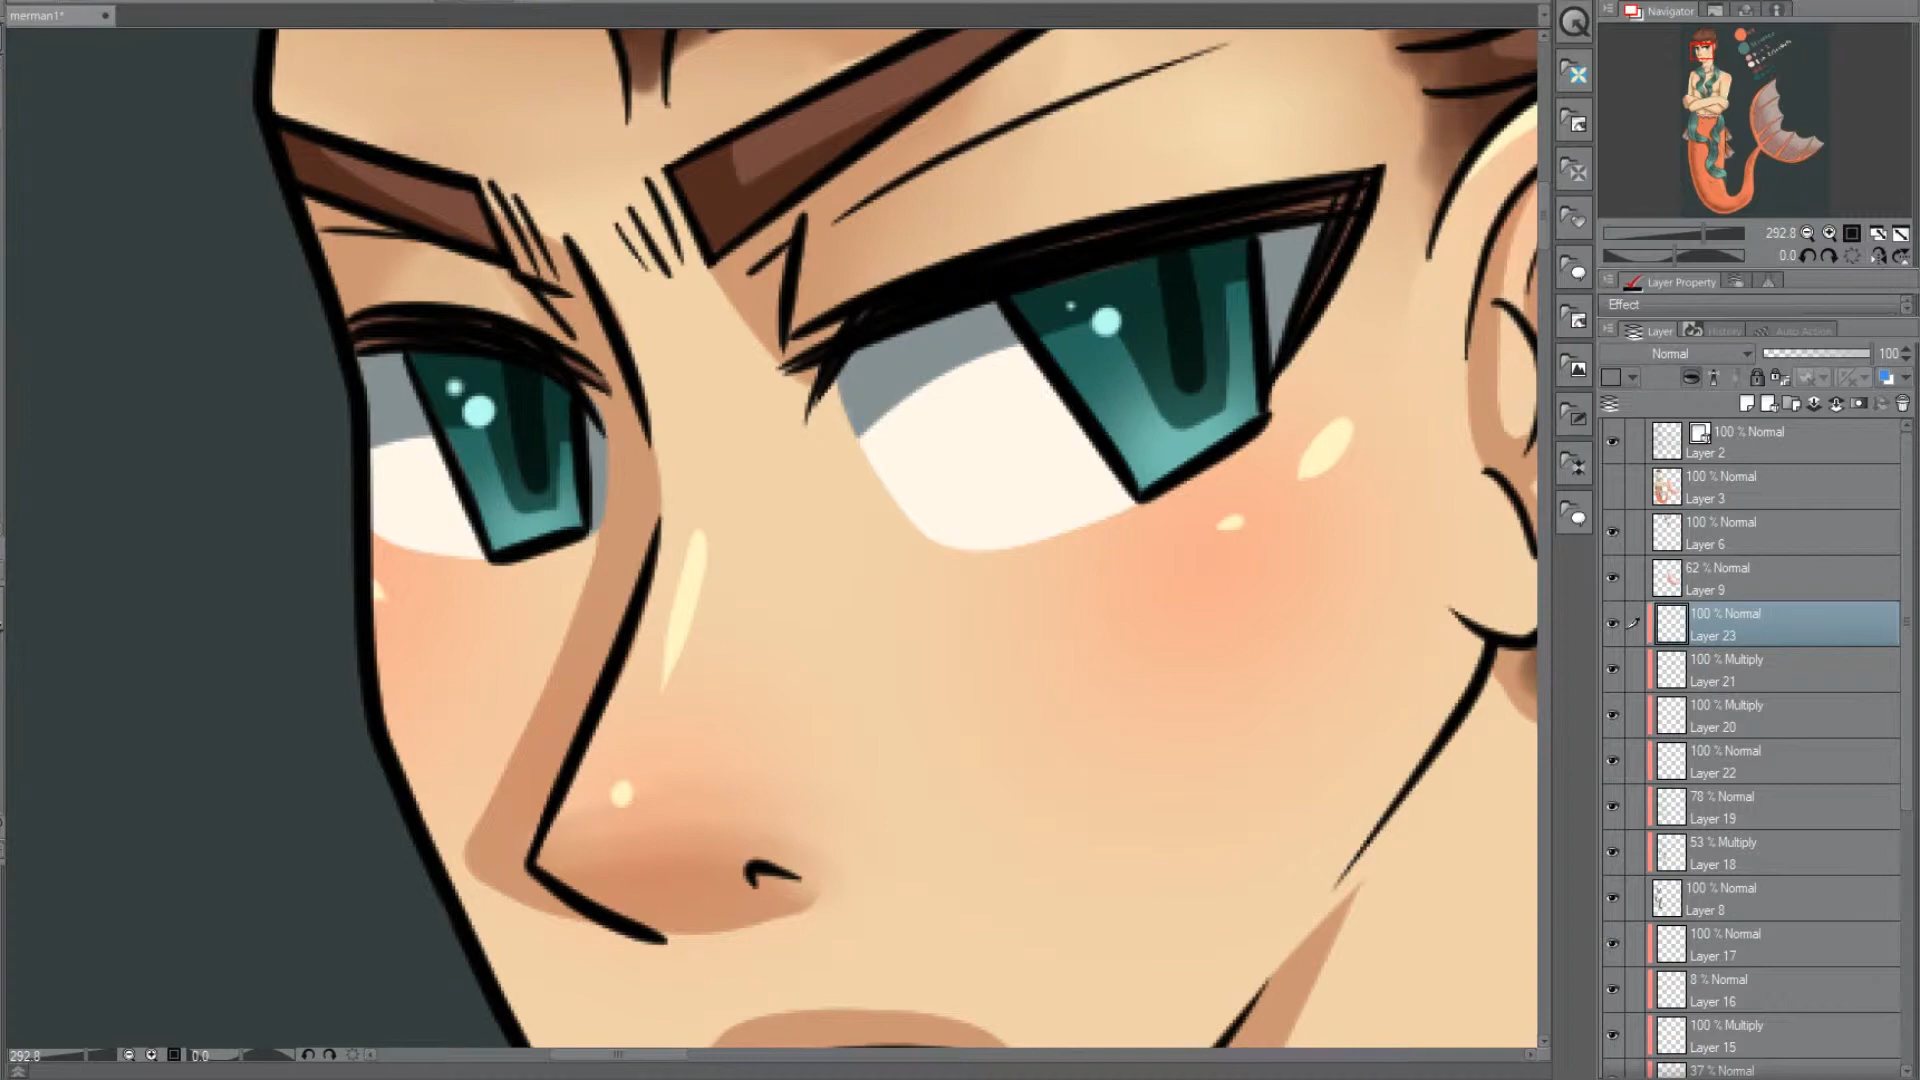 merman1*
Navigator
292.8
0.0
Layer Property
Effect
Layer
History
Auto Action
Normal
100
100 % Normal
Layer 2
100 % Normal
Layer 3
100 % Normal
Layer 6
62 % Normal
Layer 9
100 % Normal
Layer 23
100 % Multiply
Layer 21
100 % Multiply
Layer 20
100 % Normal
Layer 22
78 % Normal
Layer 19
53 % Multiply
Layer 18
100 % Normal
Layer 8
100 % Normal
Layer 17
8 % Normal
Layer 16
100 % Multiply
Layer 15
37 % Normal
292.8
0.0